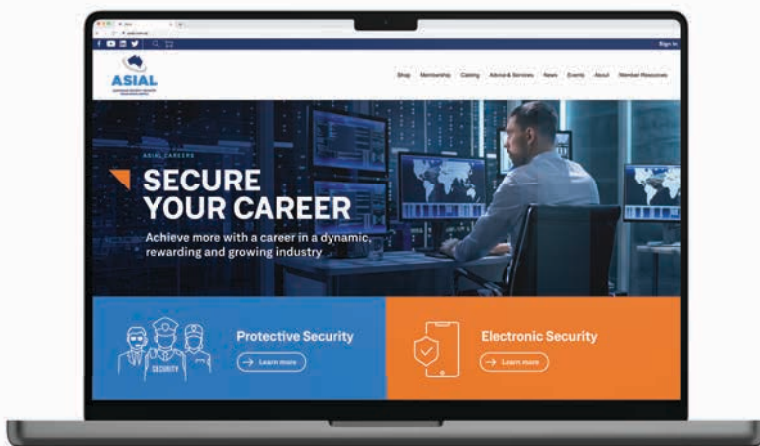 Sign in
ASIAL
Shop Membership Cabling Advice & Services News Events About Member Resources
ASIAL CAREERS
SECURE
YOUR CAREER
Achieve more with a career in a dynamic,
rewarding and growing industry
Protective Security
Learn more
SECURITY
Electronic Security
Learn more